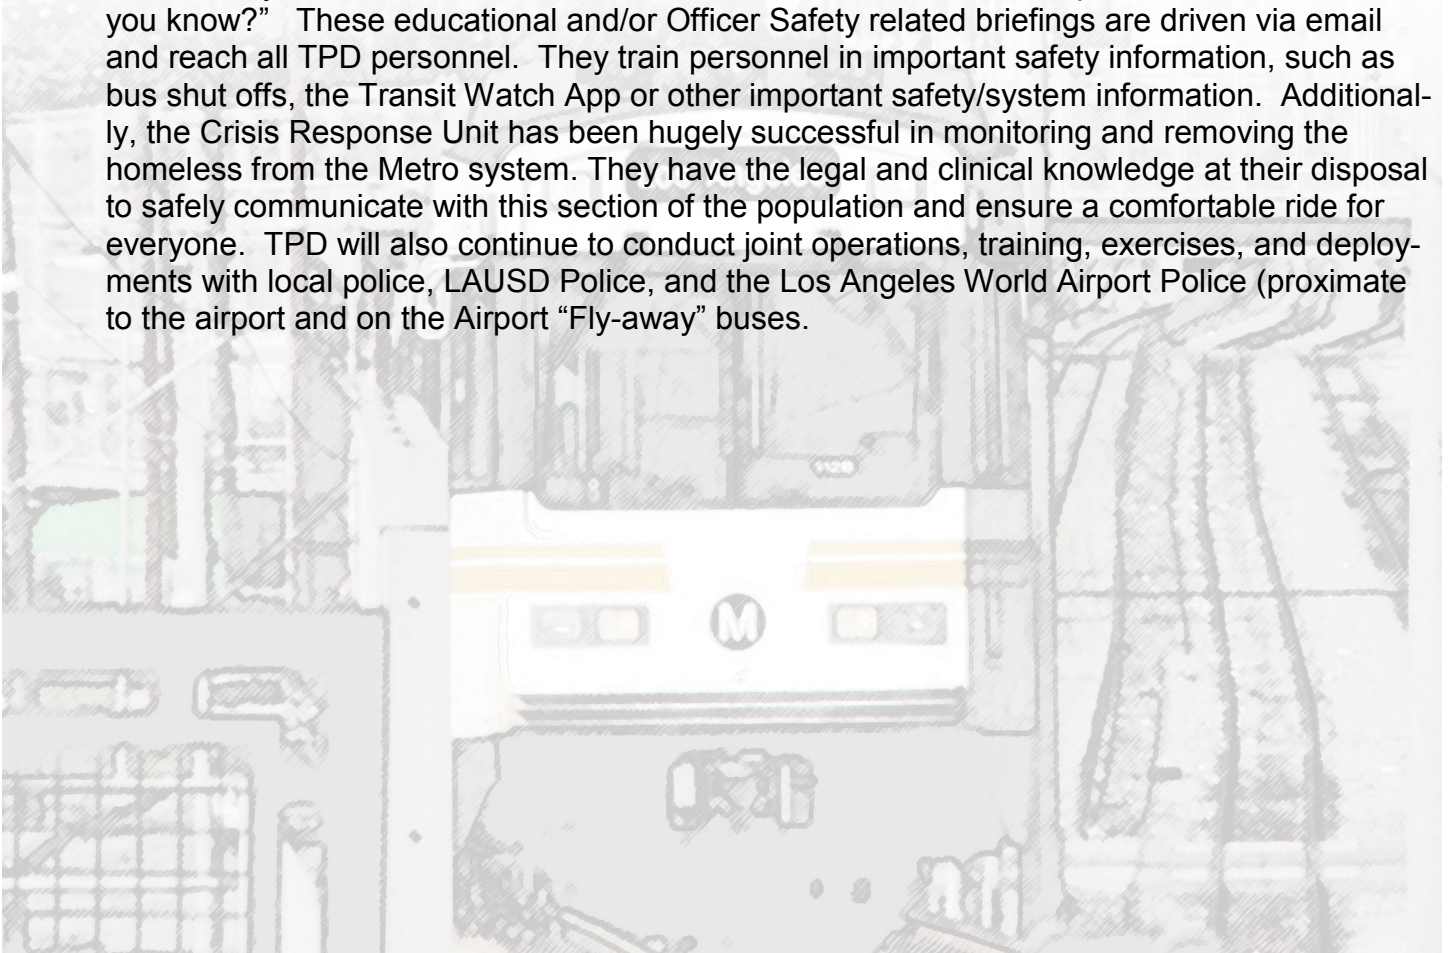 you know?”   These educational and/or Officer Safety related briefings are driven via email
and reach all TPD personnel.  They train personnel in important safety information, such as
bus shut offs, the Transit Watch App or other important safety/system information.  Additional-
ly, the Crisis Response Unit has been hugely successful in monitoring and removing the
homeless from the Metro system. They have the legal and clinical knowledge at their disposal
to safely communicate with this section of the population and ensure a comfortable ride for
everyone.  TPD will also continue to conduct joint operations, training, exercises, and deploy-
ments with local police, LAUSD Police, and the Los Angeles World Airport Police (proximate
to the airport and on the Airport “Fly-away” buses.
M